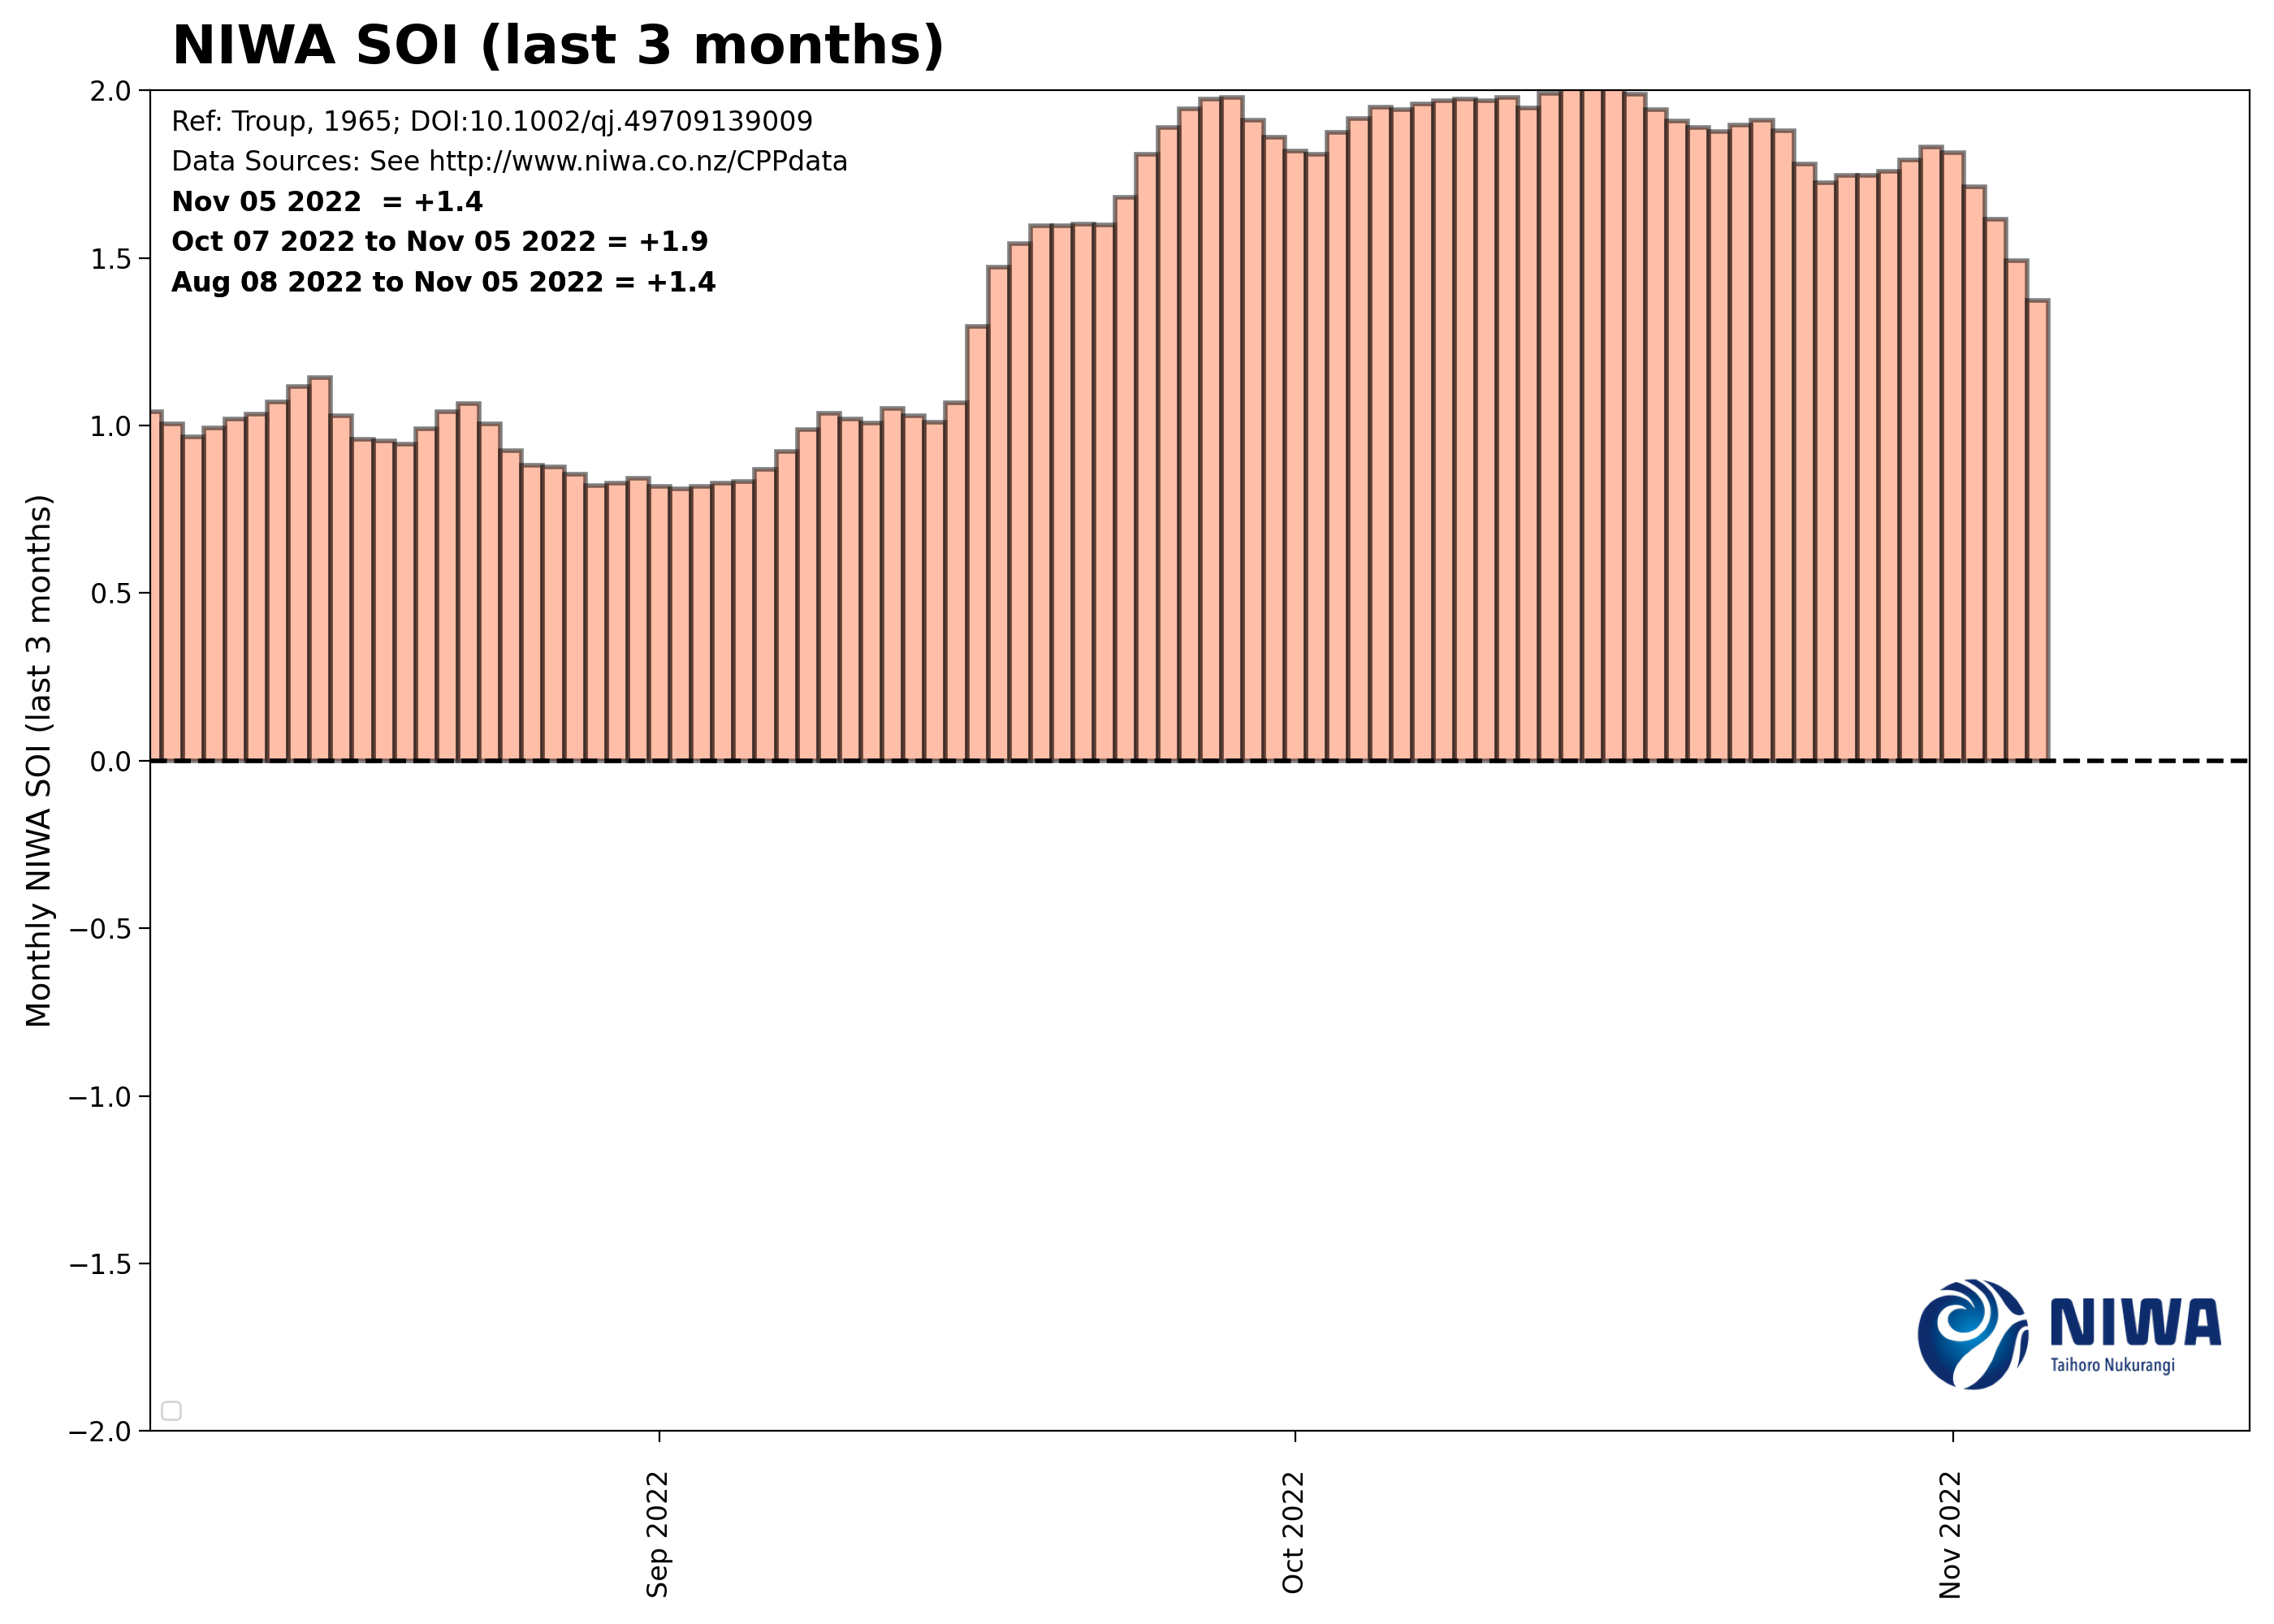 NIWA SOI (last 3 months)
Ref: Troup, 1965; DOI:10.1002/qj.49709139009
Data Sources: See http://www.niwa.co.nz/CPPdata
Nov 05 2022  = +1.4
Oct 07 2022 to Nov 05 2022 = +1.9
Aug 08 2022 to Nov 05 2022 = +1.4
Monthly NIWA SOI (last 3 months)
2.0
1.5
1.0
0.5
0.0
−0.5
−1.0
−1.5
−2.0
Sep 2022
Oct 2022
Nov 2022
NIWA
Taihoro Nukurangi